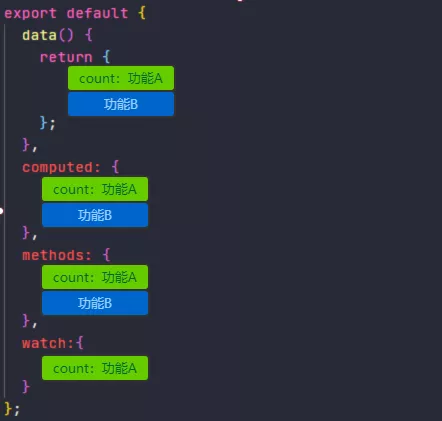 export default {
data() {
return {
count: 功能A
功能B
};
},
computed: {
count: 功能A
功能B
},
methods: {
count: 功能A
功能B
},
watch:{
count: 功能A
}
};